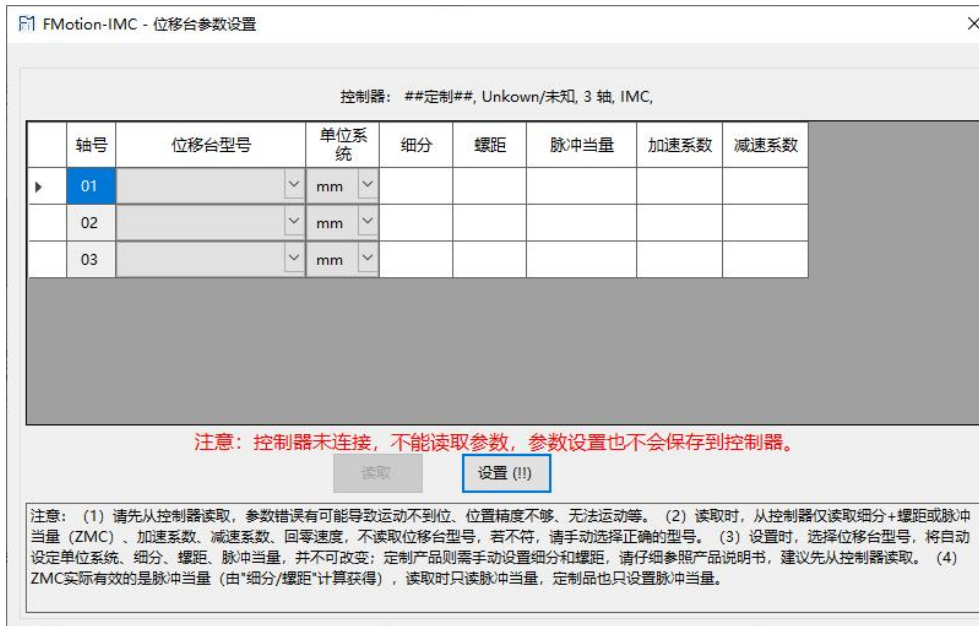 FMotion-IMC - 位移台参数设置
控制器: ##定制##, Unkown/未知, 3 轴, IMC,
轴号 位移台型号 单位系统 细分 螺距 脉冲当量 加速系数 减速系数
01 mm
02 mm
03 mm
注意：控制器未连接，不能读取参数，参数设置也不会保存到控制器。
读取 设置 (!!)
注意：（1）请先从控制器读取，参数错误有可能导致运动不到位、位置精度不够、无法运动等。（2）读取时，从控制器仅读取细分+螺距或脉冲
当量（ZMC）、加速系数、减速系数、回零速度，不读取位移台型号，若不符，请手动选择正确的型号。（3）设置时，选择位移台型号，将自动
设定单位系统、细分、螺距、脉冲当量，并不可改变；定制产品则需手动设置细分和螺距，请仔细参照产品说明书，建议先从控制器读取。（4）
ZMC实际有效的是脉冲当量（由"细分/螺距"计算获得），读取时只读脉冲当量，定制品也只设置脉冲当量。